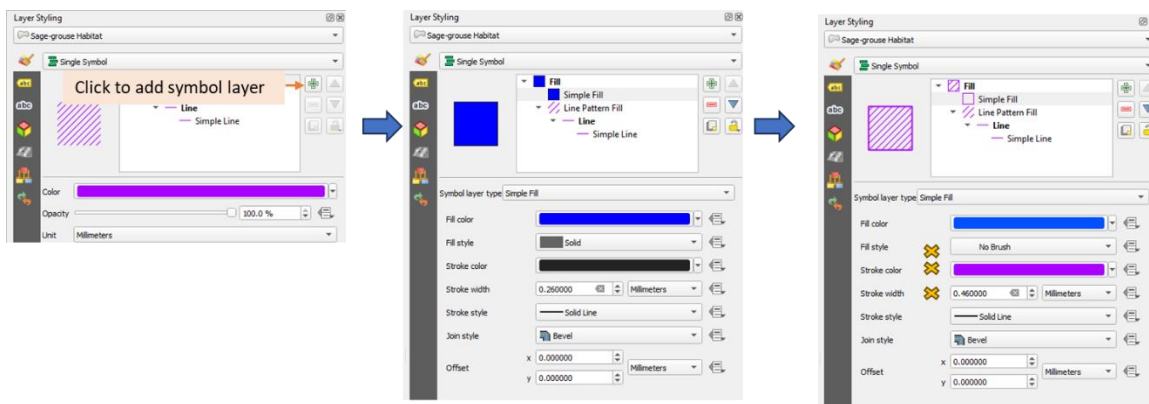 Layer Styling
Sage-grouse Habitat
Single Symbol
Click to add symbol layer
Line
Simple Line
Color
Opacity 100.0 %
Unit Millimeters
abc
abc
Layer Styling
Sage-grouse Habitat
Single Symbol
Fill
Simple Fill
Line Pattern Fill
Line
Simple Line
Symbol layer type Simple Fill
Fill color
Fill style Solid
Stroke color
Stroke width 0.260000 Millimeters
Stroke style Solid Line
Join style Bevel
x 0.000000
Offset Millimeters
y 0.000000
abc
abc
Layer Styling
Sage-grouse Habitat
Single Symbol
Fill
Simple Fill
Line Pattern Fill
Line
Simple Line
Symbol layer type Simple Fill
Fill color
Fill style No Brush
Stroke color
Stroke width 0.460000 Millimeters
Stroke style Solid Line
Join style Bevel
x 0.000000
Offset Millimeters
y 0.000000
abc
abc